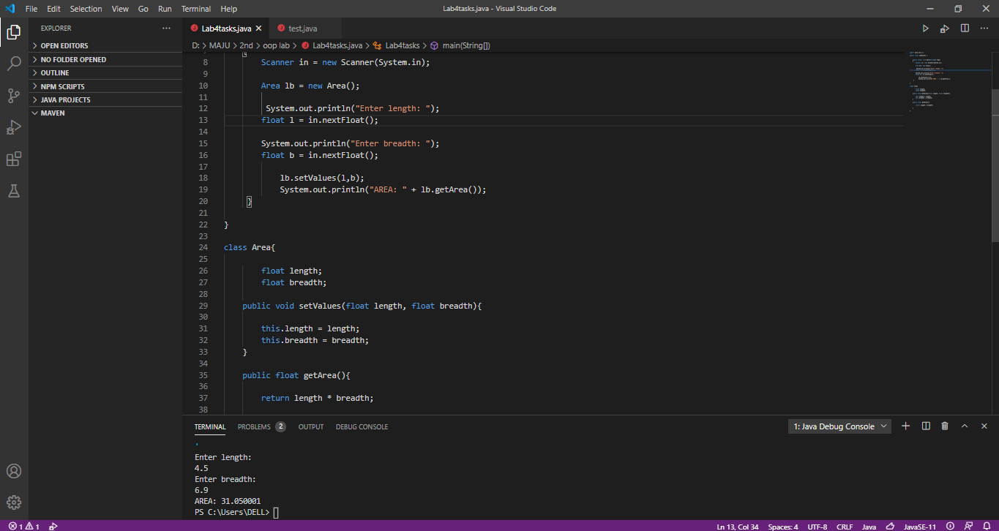 File Edit Selection View Go Run Terminal Help
Lab4tasks.java - Visual Studio Code
EXPLORER
OPEN EDITORS
NO FOLDER OPENED
OUTLINE
NPM SCRIPTS
JAVA PROJECTS
MAVEN
Lab4tasks.java
test.java
D: > MAJU > 2nd > oop lab > Lab4tasks.java > Lab4tasks > main(String[])
8 Scanner in = new Scanner(System.in);
9
10 Area lb = new Area();
11
12 System.out.println("Enter length: ");
13 float l = in.nextFloat();
14
15 System.out.println("Enter breadth: ");
16 float b = in.nextFloat();
17
18 lb.setValues(l,b);
19 System.out.println("AREA: " + lb.getArea());
20 }
21
22 }
23
24 class Area{
25
26 float length;
27 float breadth;
28
29 public void setValues(float length, float breadth){
30
31 this.length = length;
32 this.breadth = breadth;
33 }
34
35 public float getArea(){
36
37 return length * breadth;
38
TERMINAL PROBLEMS 2 OUTPUT DEBUG CONSOLE
1: Java Debug Console
'
Enter length:
4.5
Enter breadth:
6.9
AREA: 31.050001
PS C:\Users\DELL>
1 1
Ln 13, Col 34 Spaces: 4 UTF-8 CRLF Java JavaSE-11